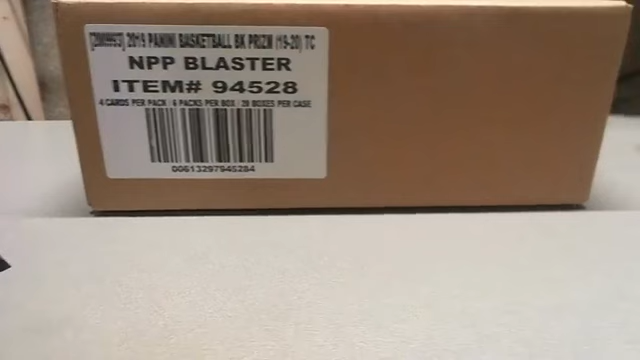 2019 PANINI BASKETBALL BK PRIZM (19-20) TC
NPP BLASTER
ITEM# 94528
4 CARDS PER PACK 6 PACKS PER BOX 20 BOXES PER CASE
00613297945284